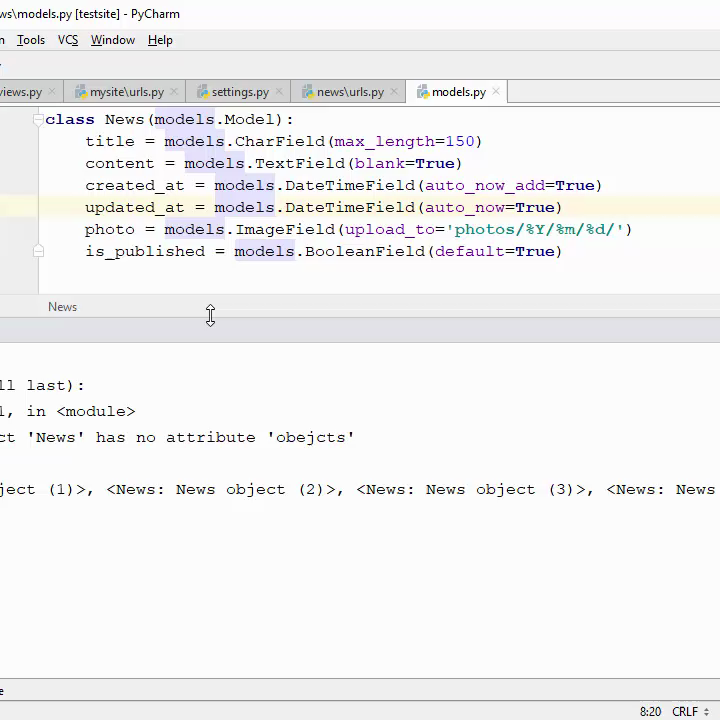 ws\models.py [testsite] - PyCharm
n Tools VCS Window Help
views.py mysite\urls.py settings.py news\urls.py models.py
class News(models.Model):
title = models.CharField(max_length=150)
content = models.TextField(blank=True)
created_at = models.DateTimeField(auto_now_add=True)
updated_at = models.DateTimeField(auto_now=True)
photo = models.ImageField(upload_to='photos/%Y/%m/%d/')
is_published = models.BooleanField(default=True)
News
ll last):
1, in <module>
ct 'News' has no attribute 'obejcts'
ject (1)>, <News: News object (2)>, <News: News object (3)>, <News: News
e
8:20 CRLF